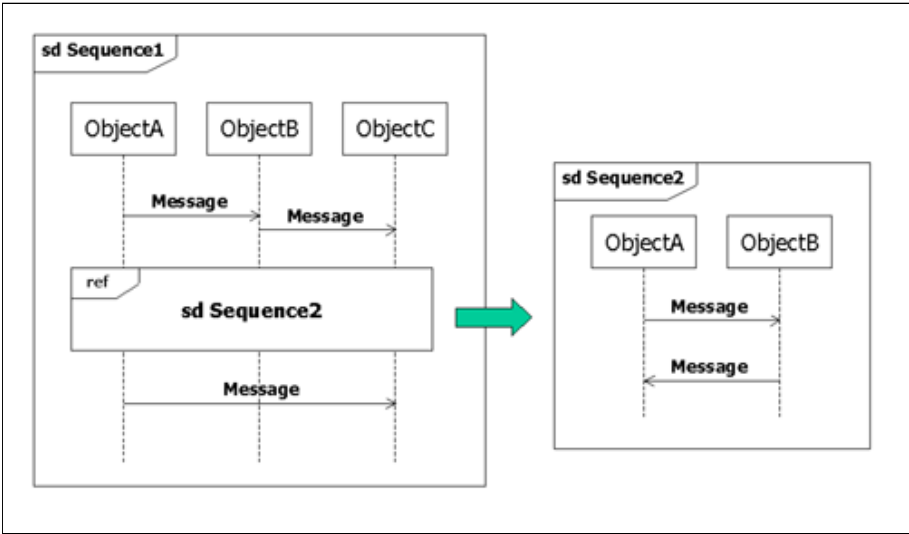 sd Sequence1
ObjectA ObjectB ObjectC
Message
Message
ref
sd Sequence2
Message
sd Sequence2
ObjectA ObjectB
Message
Message